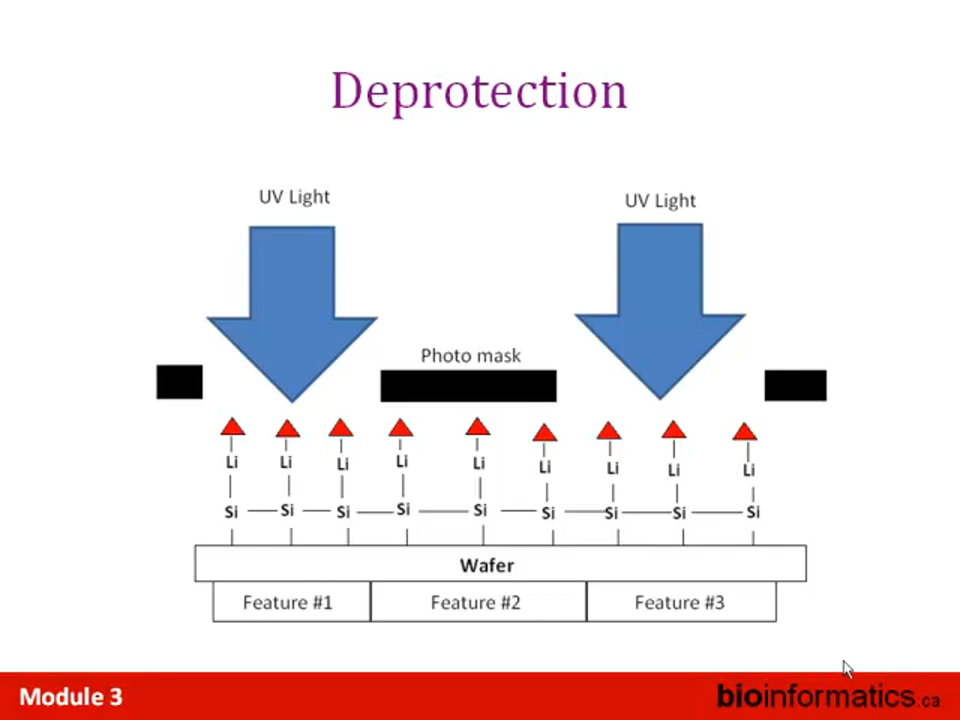 Deprotection
UV Light
UV Light
Photo mask
Li Li Li Li Li Li Li Li Li
Si Si Si Si Si Si Si Si Si
Wafer
Feature #1 Feature #2 Feature #3
Module 3
bioinformatics.ca